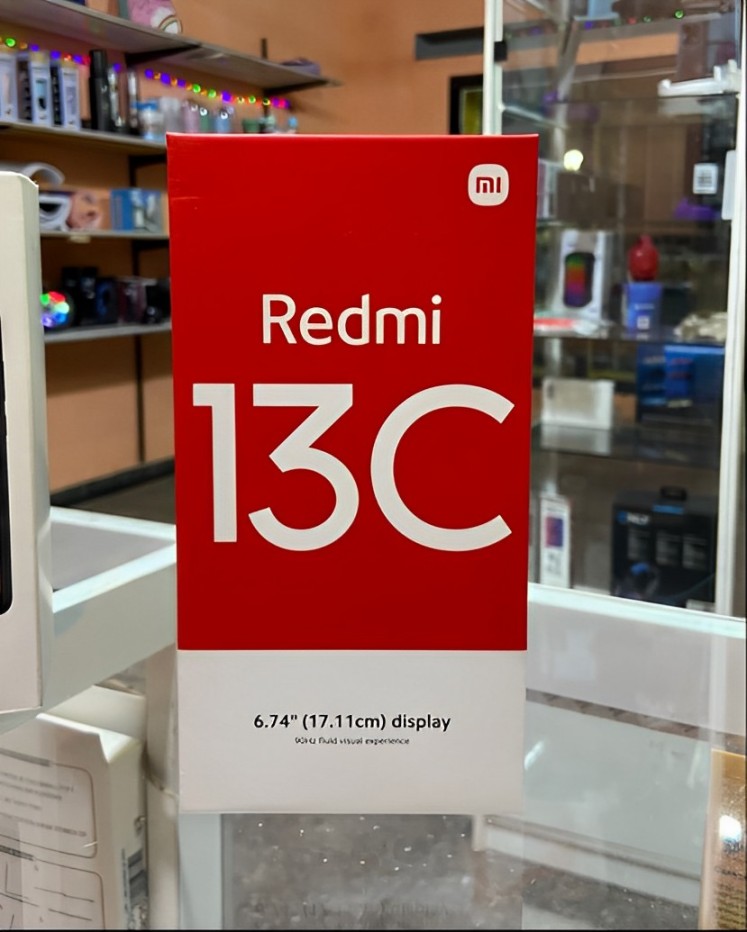 mi
Redmi
13C
6.74" (17.11cm) display
90Hz fluid visual experience